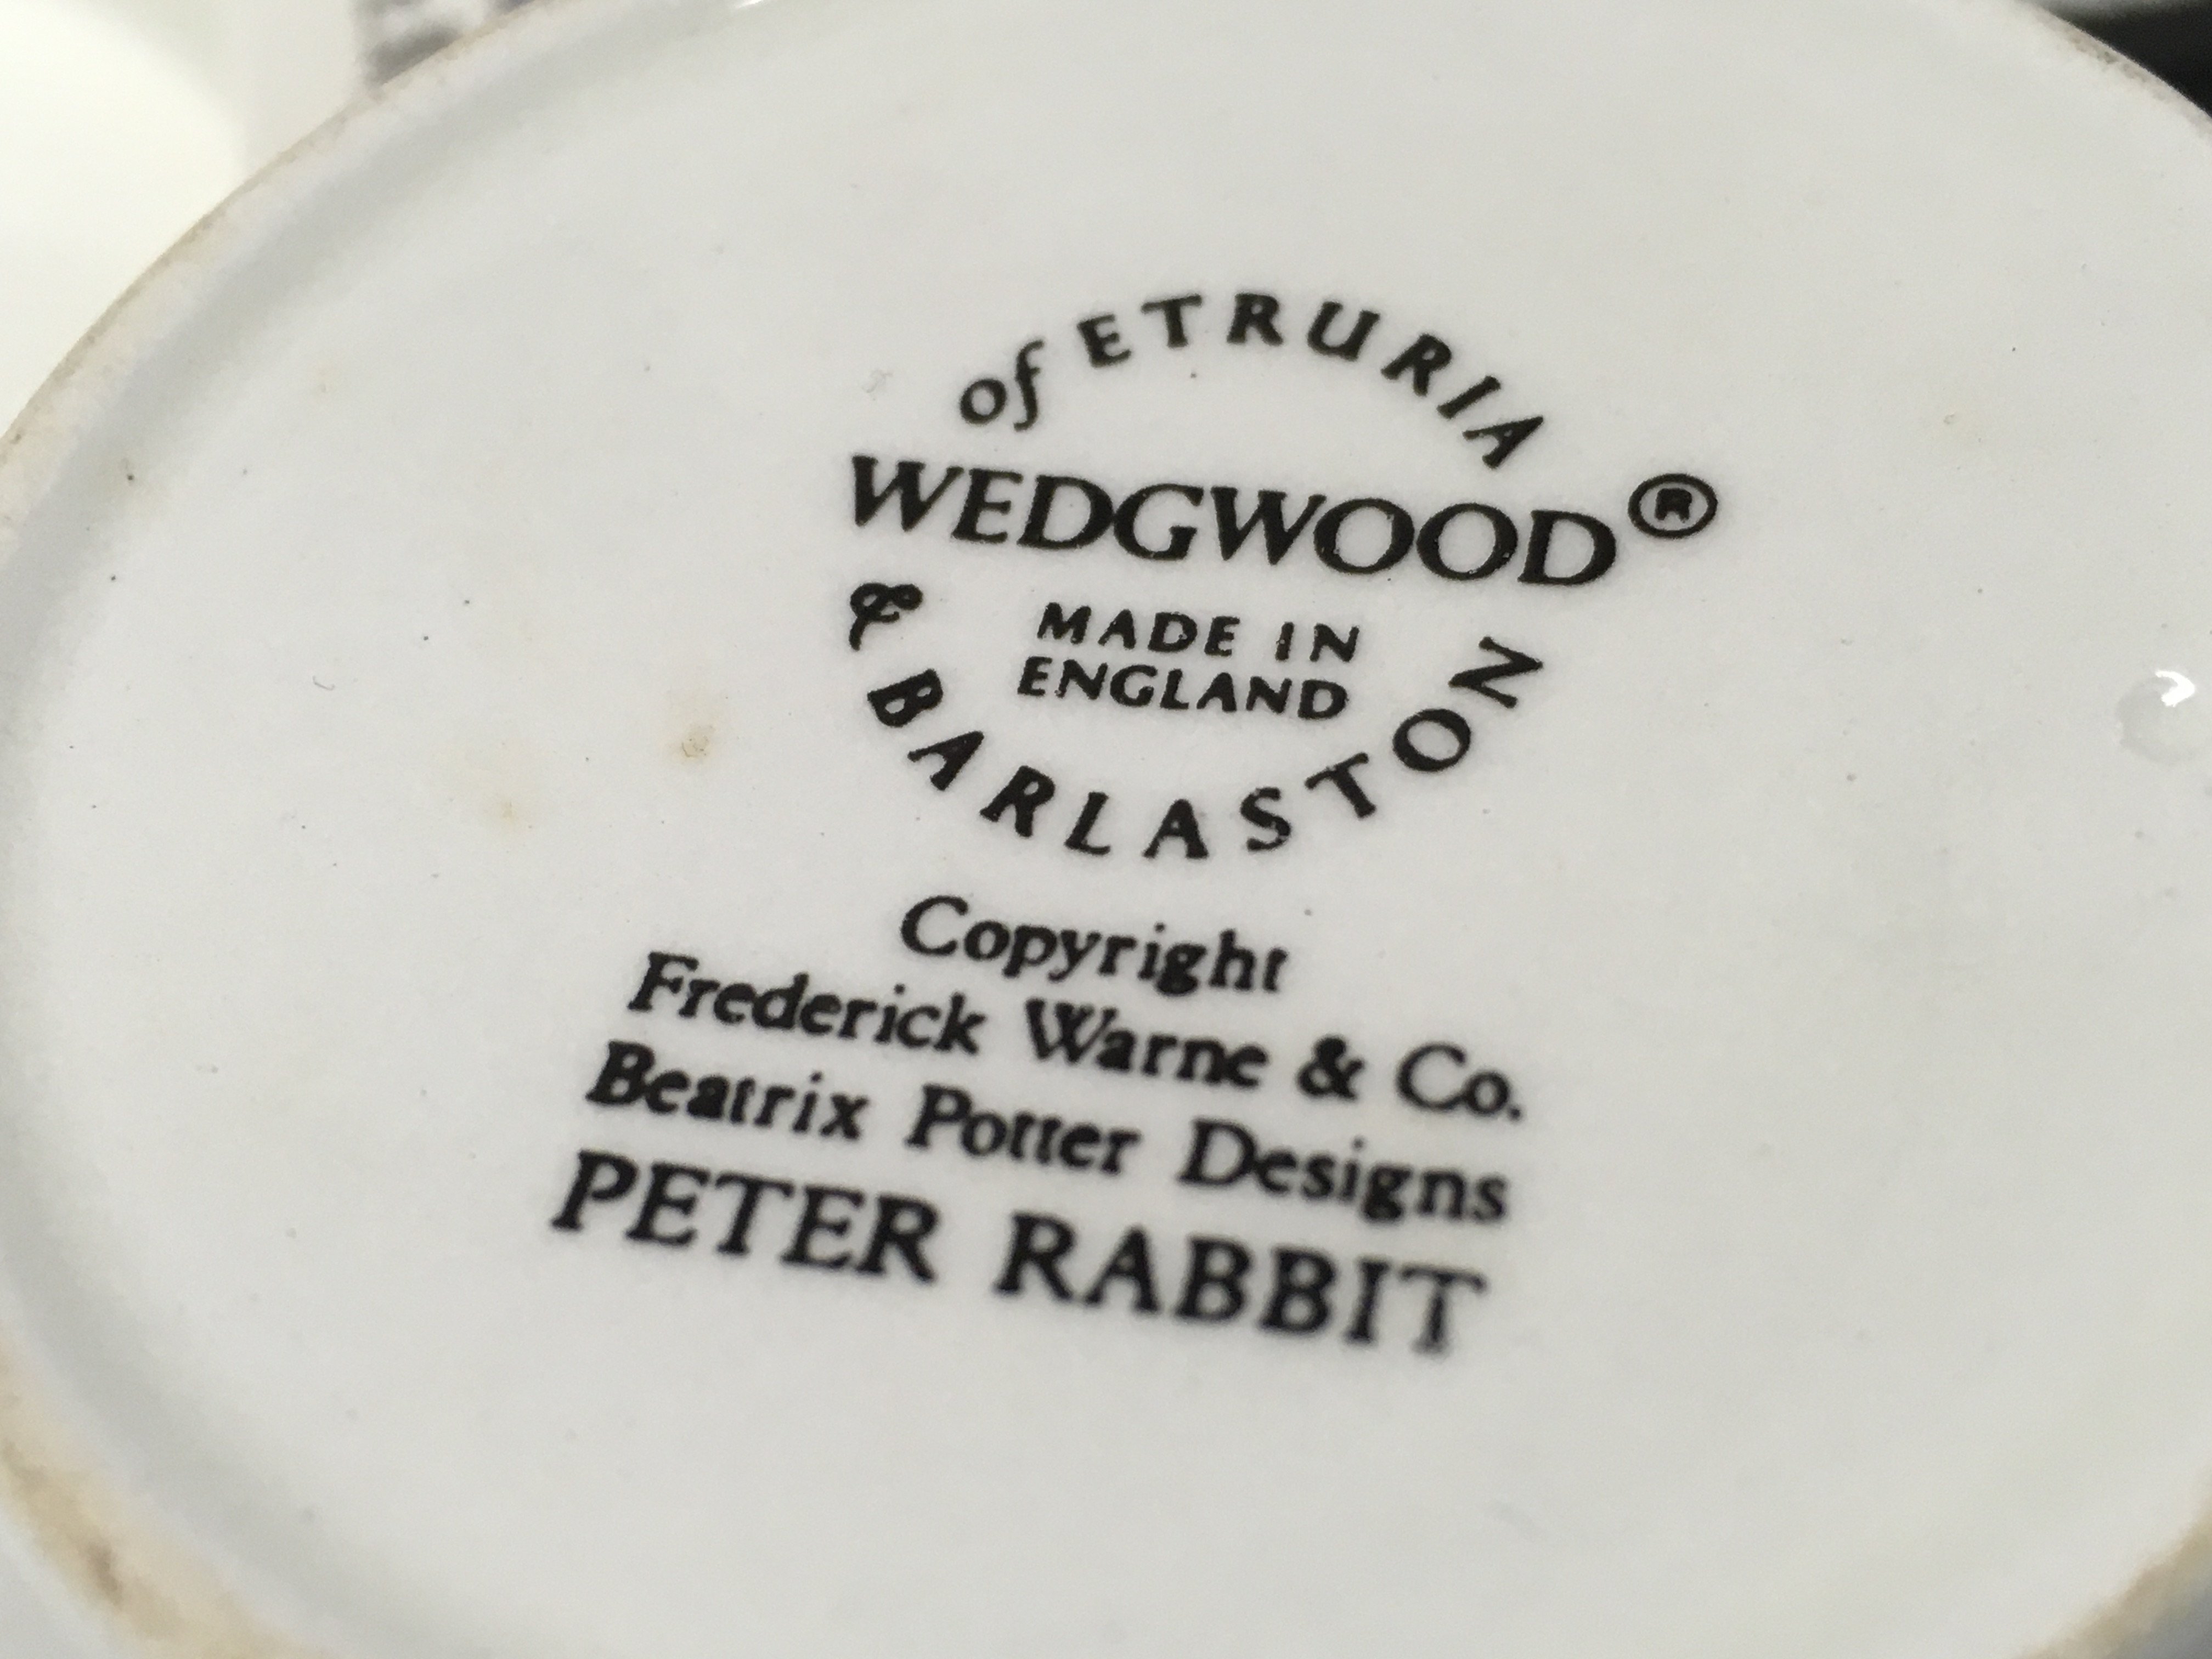 of ETRURIA
WEDGWOOD®
MADE IN
ENGLAND
& BARLASTON
Copyright
Frederick Warne & Co.
Beatrix Potter Designs
PETER RABBIT